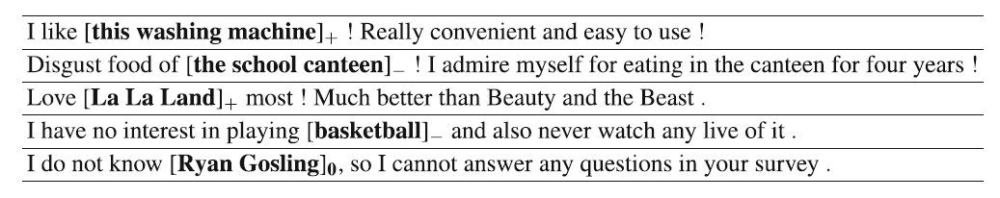 I like [this washing machine]+ ! Really convenient and easy to use !
Disgust food of [the school canteen]− ! I admire myself for eating in the canteen for four years !
Love [La La Land]+ most ! Much better than Beauty and the Beast .
I have no interest in playing [basketball]− and also never watch any live of it .
I do not know [Ryan Gosling]0, so I cannot answer any questions in your survey .